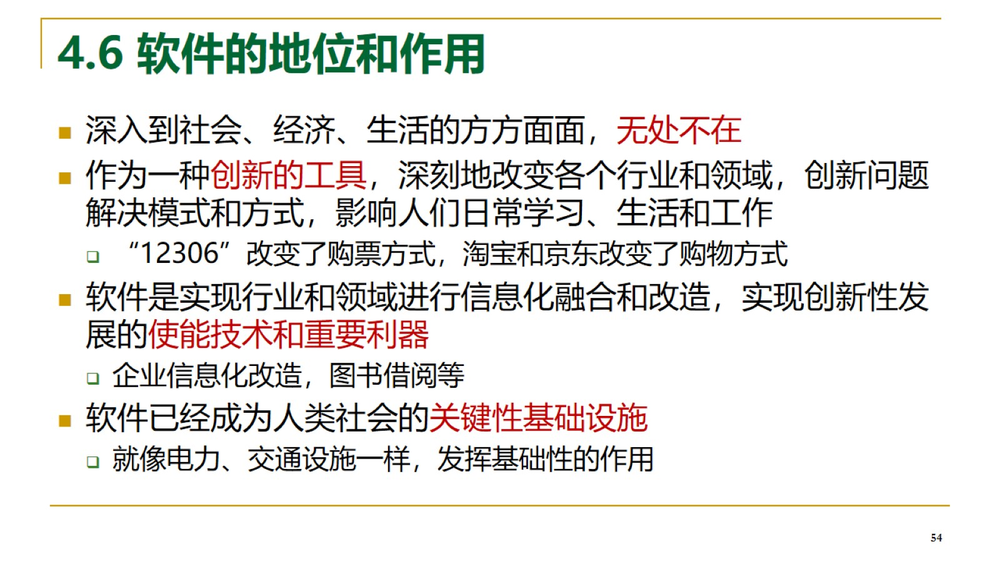 4.6 软件的地位和作用
深入到社会、经济、生活的方方面面，无处不在
作为一种创新的工具，深刻地改变各个行业和领域，创新问题
解决模式和方式，影响人们日常学习、生活和工作
“12306”改变了购票方式，淘宝和京东改变了购物方式
软件是实现行业和领域进行信息化融合和改造，实现创新性发
展的使能技术和重要利器
企业信息化改造，图书借阅等
软件已经成为人类社会的关键性基础设施
就像电力、交通设施一样，发挥基础性的作用
54